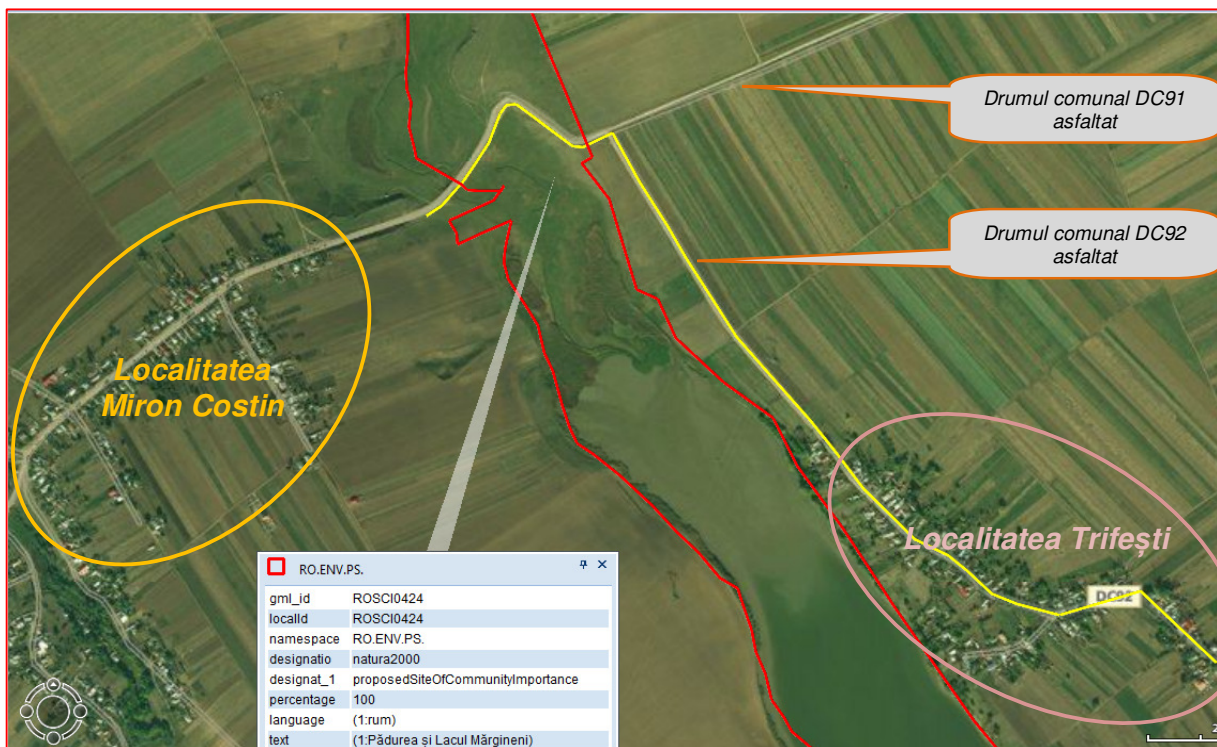 Drumul comunal DC91
asfaltat
Drumul comunal DC92
asfaltat
Localitatea
Miron Costin
Localitatea Trifești
DC92
RO.ENV.PS.
gml_id ROSCI0424
localId ROSCI0424
namespace RO.ENV.PS.
designatio natura2000
designat_1 proposedSiteOfCommunityImportance
percentage 100
language (1:rum)
text (1:Pădurea și Lacul Mărgineni)
2